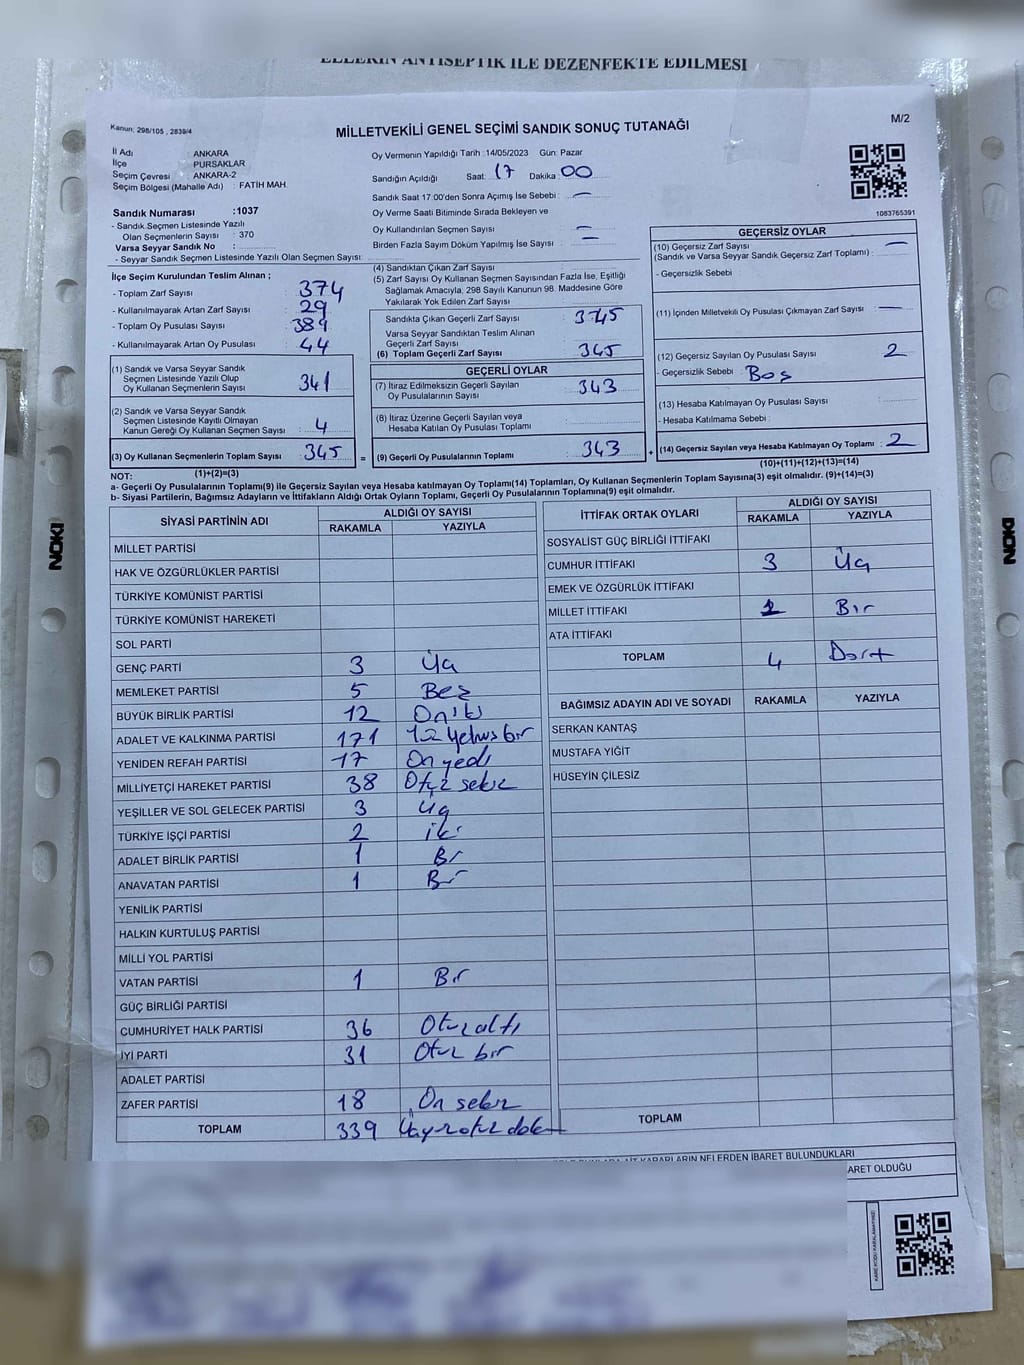 ELLERİN ANTİSEPTİK İLE DEZENFEKTE EDİLMESİ
Kanun: 298/105 , 2839/4
MİLLETVEKİLİ GENEL SEÇİMİ SANDIK SONUÇ TUTANAĞI
M/2
İl Adı : ANKARA
İlçe : PURSAKLAR
Seçim Çevresi : ANKARA-2
Seçim Bölgesi (Mahalle Adı) : FATİH MAH.
Sandık Numarası :1037
- Sandık Seçmen Listesinde Yazılı
Olan Seçmenlerin Sayısı : 370
Varsa Seyyar Sandık No :
- Seyyar Sandık Seçmen Listesinde Yazılı Olan Seçmen Sayısı:
Oy Vermenin Yapıldığı Tarih :14/05/2023 Gün: Pazar
Sandığın Açıldığı Saat: 17 Dakika: 00
Sandık Saat 17:00'den Sonra Açımış İse Sebebi : —
Oy Verme Saati Bitiminde Sırada Bekleyen ve
Oy Kullandırılan Seçmen Sayısı : —
Birden Fazla Sayım Döküm Yapılmış İse Sayısı : —
1083765391
İlçe Seçim Kurulundan Teslim Alınan ;
- Toplam Zarf Sayısı : 374
- Kullanılmayarak Artan Zarf Sayısı : 29
- Toplam Oy Pusulası Sayısı : 389
- Kullanılmayarak Artan Oy Pusulası : 44
(1) Sandık ve Varsa Seyyar Sandık
Seçmen Listesinde Yazılı Olup
Oy Kullanan Seçmenlerin Sayısı : 341
(2) Sandık ve Varsa Seyyar Sandık
Seçmen Listesinde Kayıtlı Olmayan
Kanun Gereği Oy Kullanan Seçmen Sayısı : 4
(3) Oy Kullanan Seçmenlerin Toplam Sayısı : 345
(1)+(2)=(3)
(4) Sandıktan Çıkan Zarf Sayısı :
(5) Zarf Sayısı Oy Kullanan Seçmen Sayısından Fazla İse, Eşitliği
Sağlamak Amacıyla, 298 Sayılı Kanunun 98. Maddesine Göre
Yakılarak Yok Edilen Zarf Sayısı :
Sandıkta Çıkan Geçerli Zarf Sayısı : 345
Varsa Seyyar Sandıktan Teslim Alınan
Geçerli Zarf Sayısı :
(6) Toplam Geçerli Zarf Sayısı : 345
GEÇERLİ OYLAR
(7) İtiraz Edilmeksizin Geçerli Sayılan
Oy Pusulalarının Sayısı : 343
(8) İtiraz Üzerine Geçerli Sayılan veya
Hesaba Katılan Oy Pusulası Toplamı :
= (9) Geçerli Oy Pusulalarının Toplamı : 343 +
GEÇERSİZ OYLAR
(10) Geçersiz Zarf Sayısı
(Sandık ve Varsa Seyyar Sandık Geçersiz Zarf Toplamı) : —
- Geçersizlik Sebebi
(11) İçinden Milletvekili Oy Pusulası Çıkmayan Zarf Sayısı : —
(12) Geçersiz Sayılan Oy Pusulası Sayısı : 2
- Geçersizlik Sebebi : Boş
(13) Hesaba Katılmayan Oy Pusulası Sayısı :
- Hesaba Katılmama Sebebi :
(14) Geçersiz Sayılan veya Hesaba Katılmayan Oy Toplamı : 2
(10)+(11)+(12)+(13)=(14)
NOT:
a- Geçerli Oy Pusulalarının Toplamı(9) ile Geçersiz Sayılan veya Hesaba Katılmayan Oy Toplamı(14) Toplamları, Oy Kullanan Seçmenlerin Toplam Sayısına(3) eşit olmalıdır. (9)+(14)=(3)
b- Siyasi Partilerin, Bağımsız Adayların ve İttifakların Aldığı Ortak Oyların Toplamı, Geçerli Oy Pusulalarının Toplamına(9) eşit olmalıdır.
SİYASİ PARTİNİN ADI
ALDIĞI OY SAYISI
RAKAMLA YAZIYLA
MİLLET PARTİSİ
HAK VE ÖZGÜRLÜKLER PARTİSİ
TÜRKİYE KOMÜNİST PARTİSİ
TÜRKİYE KOMÜNİST HAREKETİ
SOL PARTİ
GENÇ PARTİ 3 Üç
MEMLEKET PARTİSİ 5 Beş
BÜYÜK BİRLİK PARTİSİ 12 Oniki
ADALET VE KALKINMA PARTİSİ 171 Yüz Yetmiş bir
YENİDEN REFAH PARTİSİ 17 On yedi
MİLLİYETÇİ HAREKET PARTİSİ 38 Otuz sekiz
YEŞİLLER VE SOL GELECEK PARTİSİ 3 Üç
TÜRKİYE İŞÇİ PARTİSİ 2 iki
ADALET BİRLİK PARTİSİ 1 Bir
ANAVATAN PARTİSİ 1 Bir
YENİLİK PARTİSİ
HALKIN KURTULUŞ PARTİSİ
MİLLİ YOL PARTİSİ
VATAN PARTİSİ 1 Bir
GÜÇ BİRLİĞİ PARTİSİ
CUMHURİYET HALK PARTİSİ 36 Otuz altı
İYİ PARTİ 31 Otuz bir
ADALET PARTİSİ
ZAFER PARTİSİ 18 On sekiz
TOPLAM 339 Üçyüzotuz dokuz
İTTİFAK ORTAK OYLARI
ALDIĞI OY SAYISI
RAKAMLA YAZIYLA
SOSYALİST GÜÇ BİRLİĞİ İTTİFAKI
CUMHUR İTTİFAKI 3 Üç
EMEK VE ÖZGÜRLÜK İTTİFAKI
MİLLET İTTİFAKI 1 Bir
ATA İTTİFAKI
TOPLAM 4 Dört
BAĞIMSIZ ADAYIN ADI VE SOYADI RAKAMLA YAZIYLA
SERKAN KANTAŞ
MUSTAFA YİĞİT
HÜSEYİN ÇİLESİZ
TOPLAM
KARARLARIN NELERDEN İBARET BULUNDUKLARI
BARET OLDUĞU
NOKI
NOKI